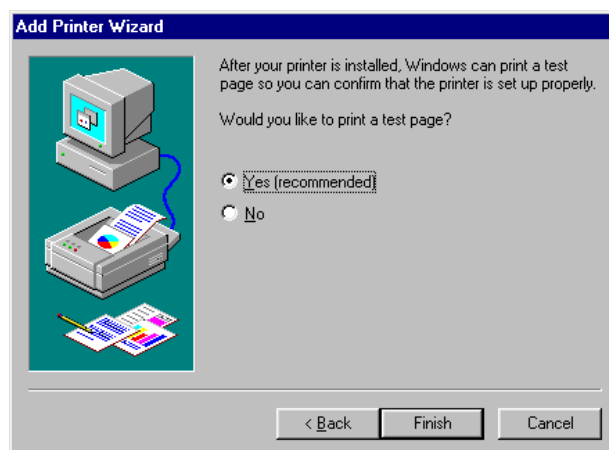 Add Printer Wizard
After your printer is installed, Windows can print a test
page so you can confirm that the printer is set up properly.
Would you like to print a test page?
Yes (recommended)
No
< Back
Finish
Cancel